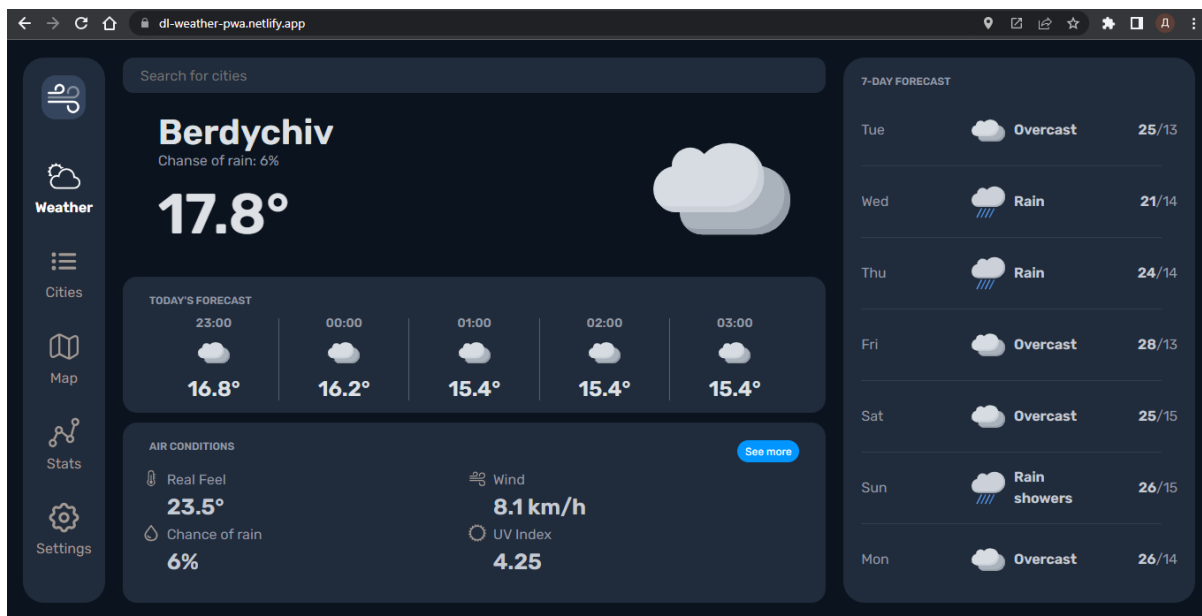 dl-weather-pwa.netlify.app
Д
Weather
Cities
Map
Stats
Settings
Search for cities
Berdychiv
Chanse of rain: 6%
17.8°
TODAY'S FORECAST
23:00 00:00 01:00 02:00 03:00
16.8° 16.2° 15.4° 15.4° 15.4°
AIR CONDITIONS
See more
Real Feel
23.5°
Wind
8.1 km/h
Chance of rain
6%
UV Index
4.25
7-DAY FORECAST
Tue Overcast 25/13
Wed Rain 21/14
Thu Rain 24/14
Fri Overcast 28/13
Sat Overcast 25/15
Sun Rain
showers 26/15
Mon Overcast 26/14